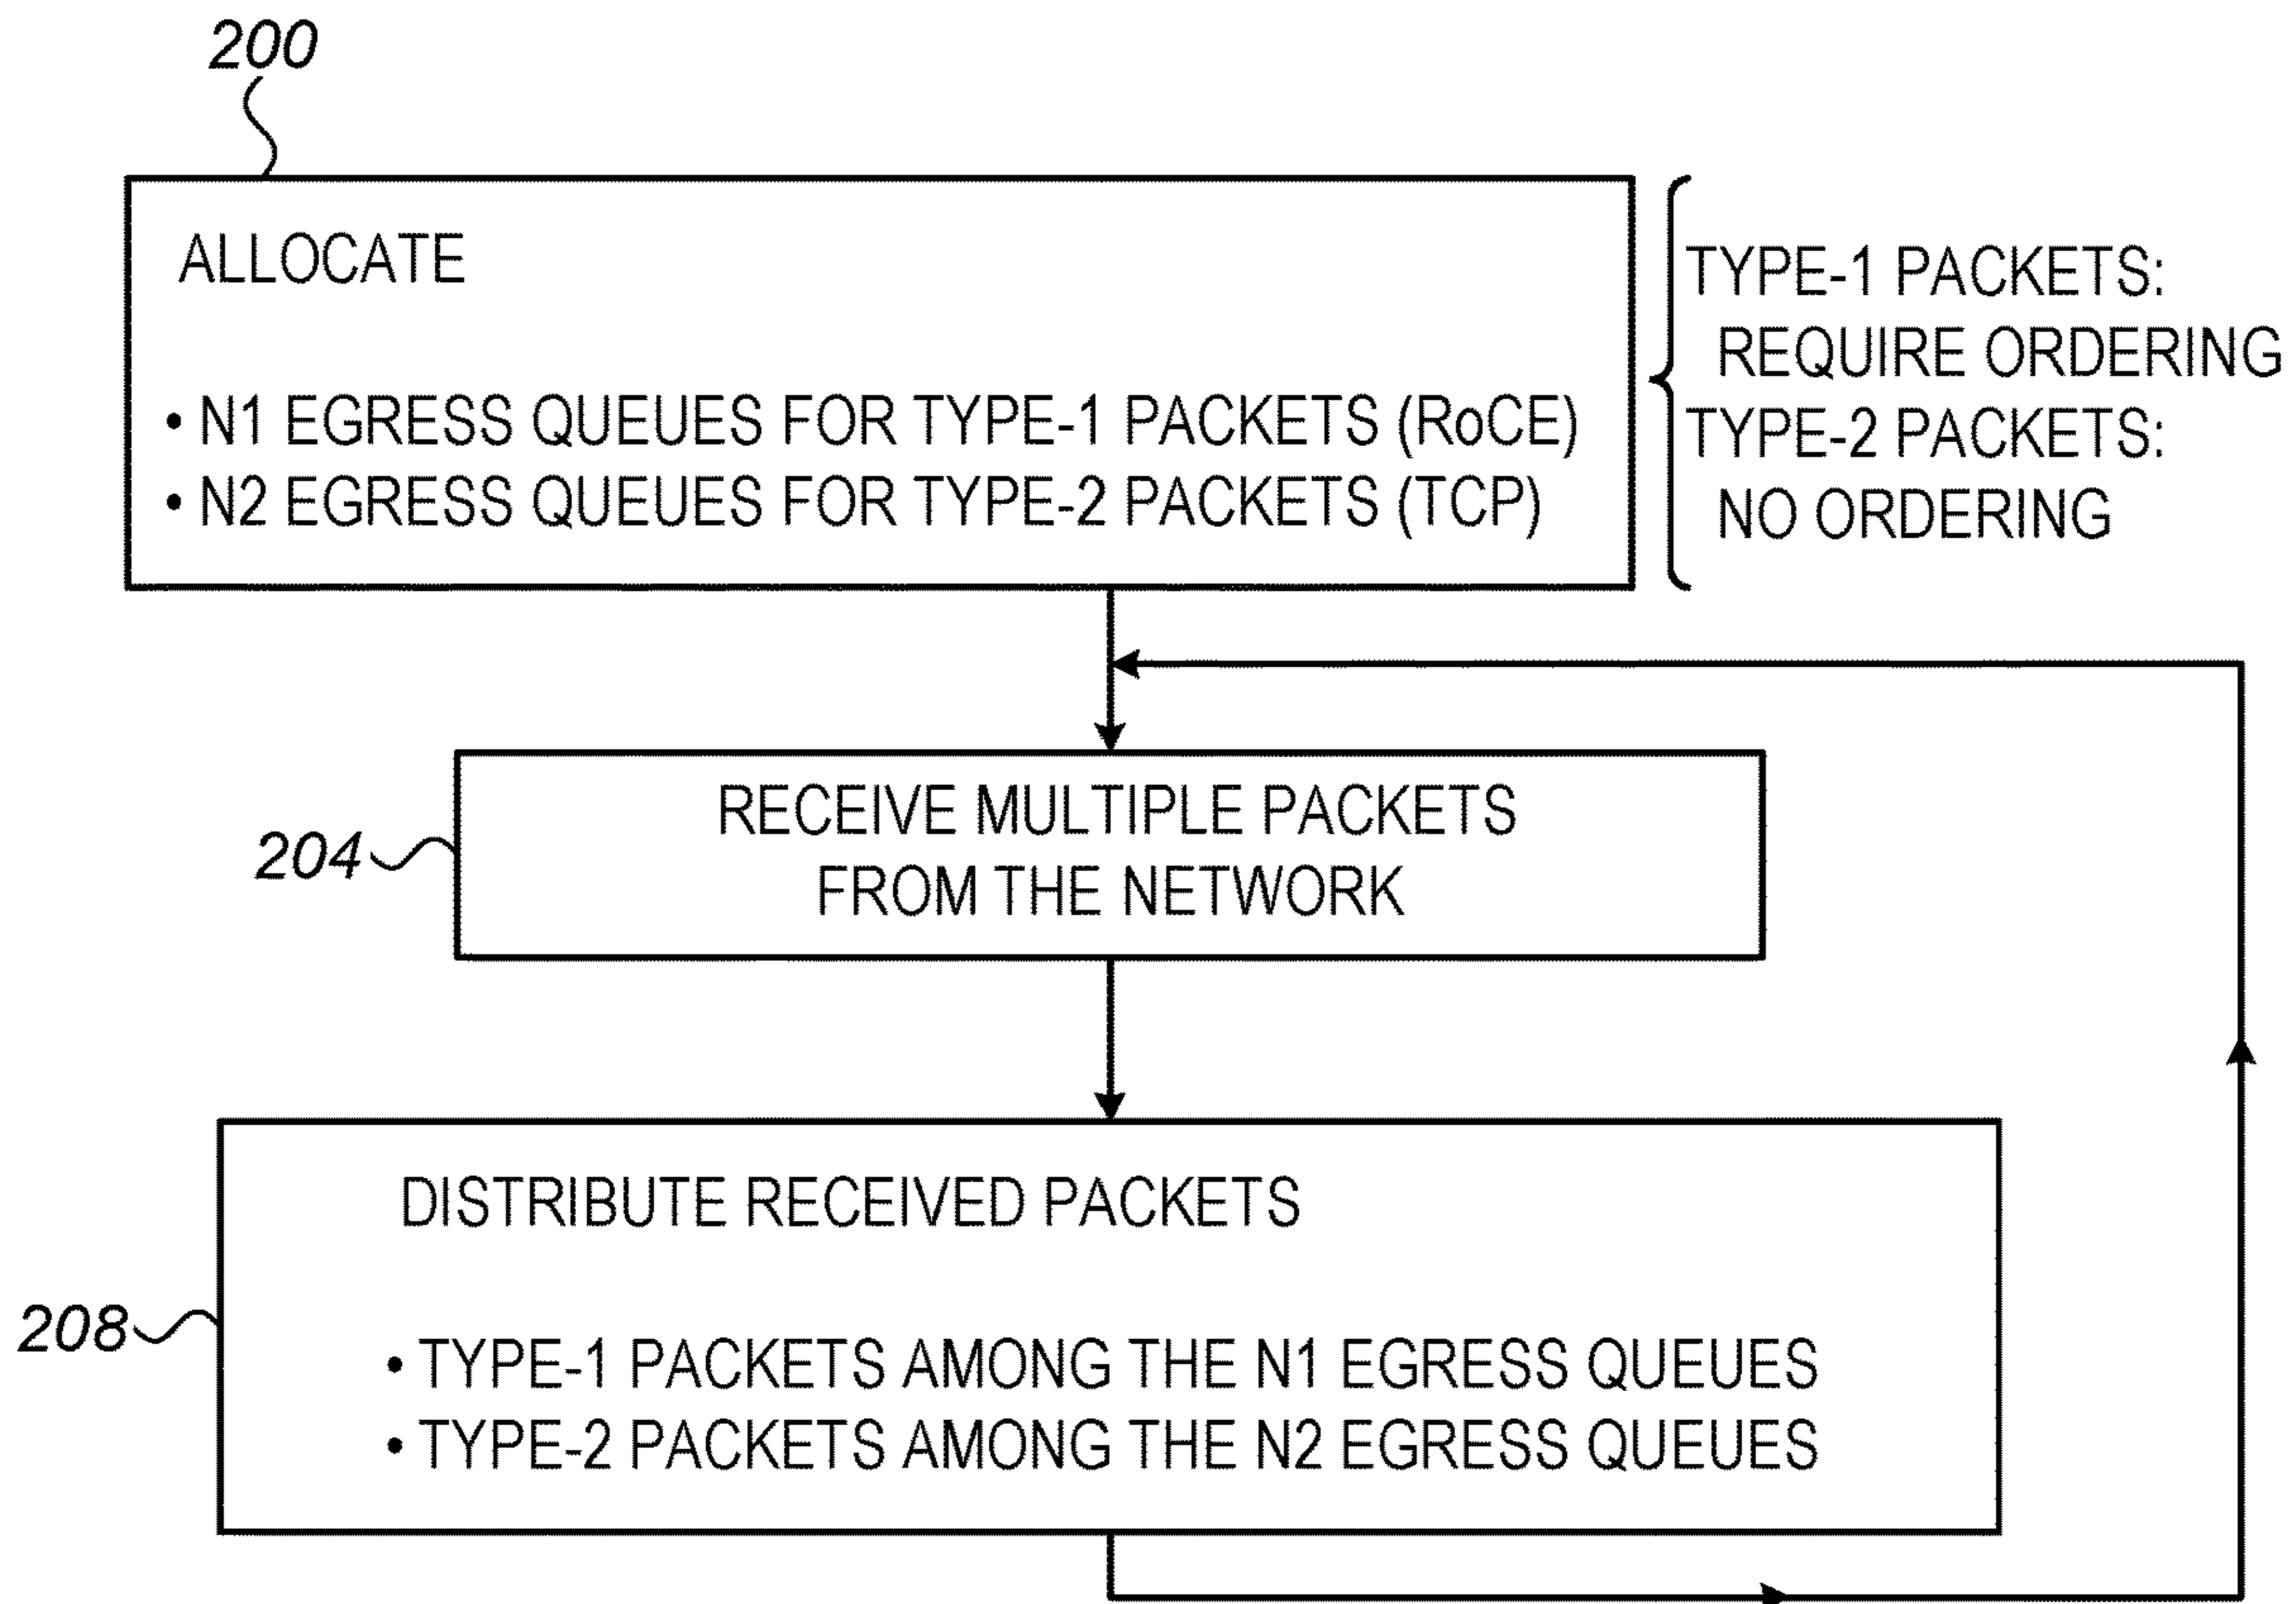 200
ALLOCATE
• N1 EGRESS QUEUES FOR TYPE-1 PACKETS (RoCE)
• N2 EGRESS QUEUES FOR TYPE-2 PACKETS (TCP)
TYPE-1 PACKETS:
REQUIRE ORDERING
TYPE-2 PACKETS:
NO ORDERING
204
RECEIVE MULTIPLE PACKETS
FROM THE NETWORK
208
DISTRIBUTE RECEIVED PACKETS
• TYPE-1 PACKETS AMONG THE N1 EGRESS QUEUES
• TYPE-2 PACKETS AMONG THE N2 EGRESS QUEUES